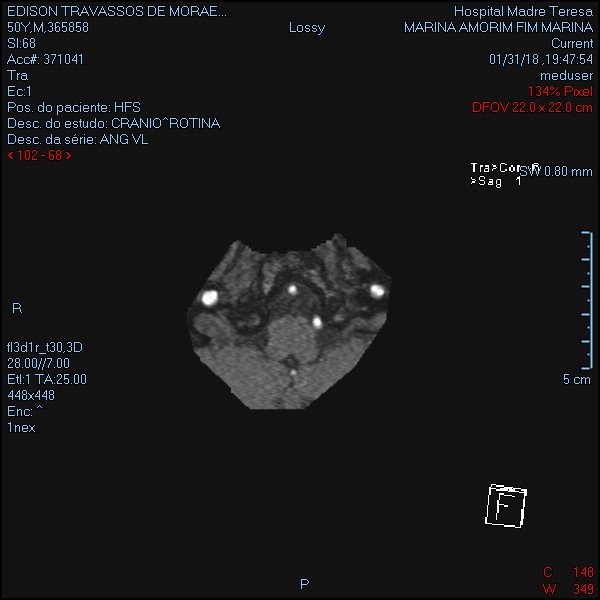 EDISON TRAVASSOS DE MORAE...
50Y,M,365858
SI:68
Acc#: 371041
Tra
Ec:1
Pos. do paciente: HFS
Desc. do estudo: CRANIO^ROTINA
Desc. da série: ANG VL
< 102 - 68 >
Lossy
Hospital Madre Teresa
MARINA AMORIM FIM MARINA
Current
01/31/18 ,19:47:54
meduser
134% Pixel
DFOV 22.0 x 22.0 cm
Tra>Cor
SW 0.80 mm
>Sag 1
R
fl3d1r_t30,3D
28.00//7.00
Etl:1 TA:25.00
448x448
Enc: ^
1nex
5 cm
F
P
C 148
W 349